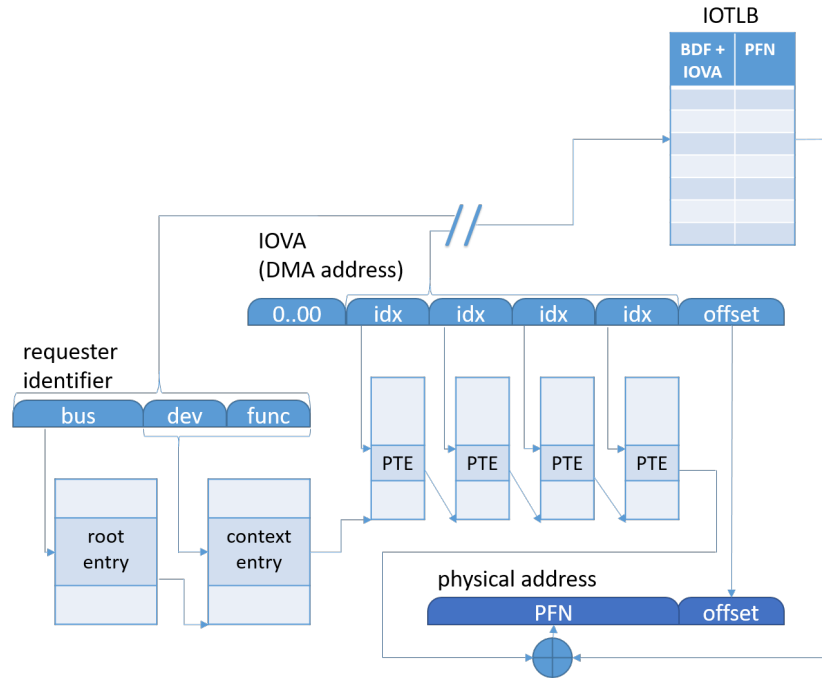 IOTLB
BDF + IOVA PFN
IOVA
(DMA address)
0..00 idx idx idx idx offset
requester
identifier
bus dev func
PTE PTE PTE PTE
root
entry
context
entry
physical address
PFN offset